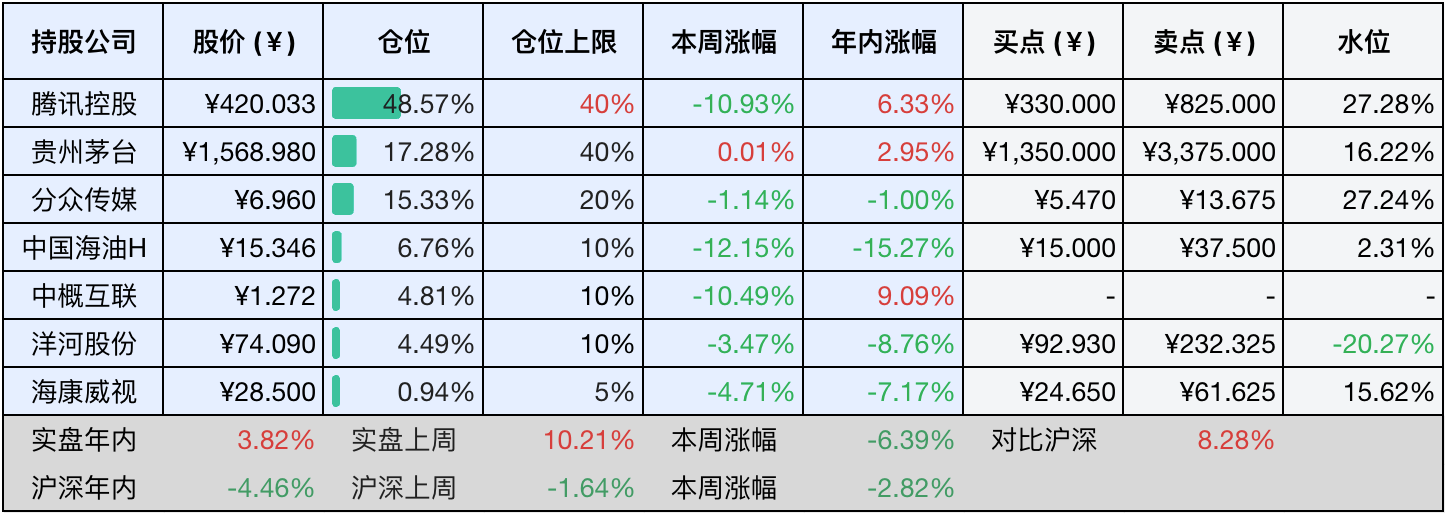 持股公司 股价 (¥) 仓位 仓位上限 本周涨幅 年内涨幅 买点 (¥) 卖点 (¥) 水位
腾讯控股 ¥420.033 48.57% 40% -10.93% 6.33% ¥330.000 ¥825.000 27.28%
贵州茅台 ¥1,568.980 17.28% 40% 0.01% 2.95% ¥1,350.000 ¥3,375.000 16.22%
分众传媒 ¥6.960 15.33% 20% -1.14% -1.00% ¥5.470 ¥13.675 27.24%
中国海油H ¥15.346 6.76% 10% -12.15% -15.27% ¥15.000 ¥37.500 2.31%
中概互联 ¥1.272 4.81% 10% -10.49% 9.09% - - -
洋河股份 ¥74.090 4.49% 10% -3.47% -8.76% ¥92.930 ¥232.325 -20.27%
海康威视 ¥28.500 0.94% 5% -4.71% -7.17% ¥24.650 ¥61.625 15.62%
实盘年内 3.82% 实盘上周 10.21% 本周涨幅 -6.39% 对比沪深 8.28%
沪深年内 -4.46% 沪深上周 -1.64% 本周涨幅 -2.82%